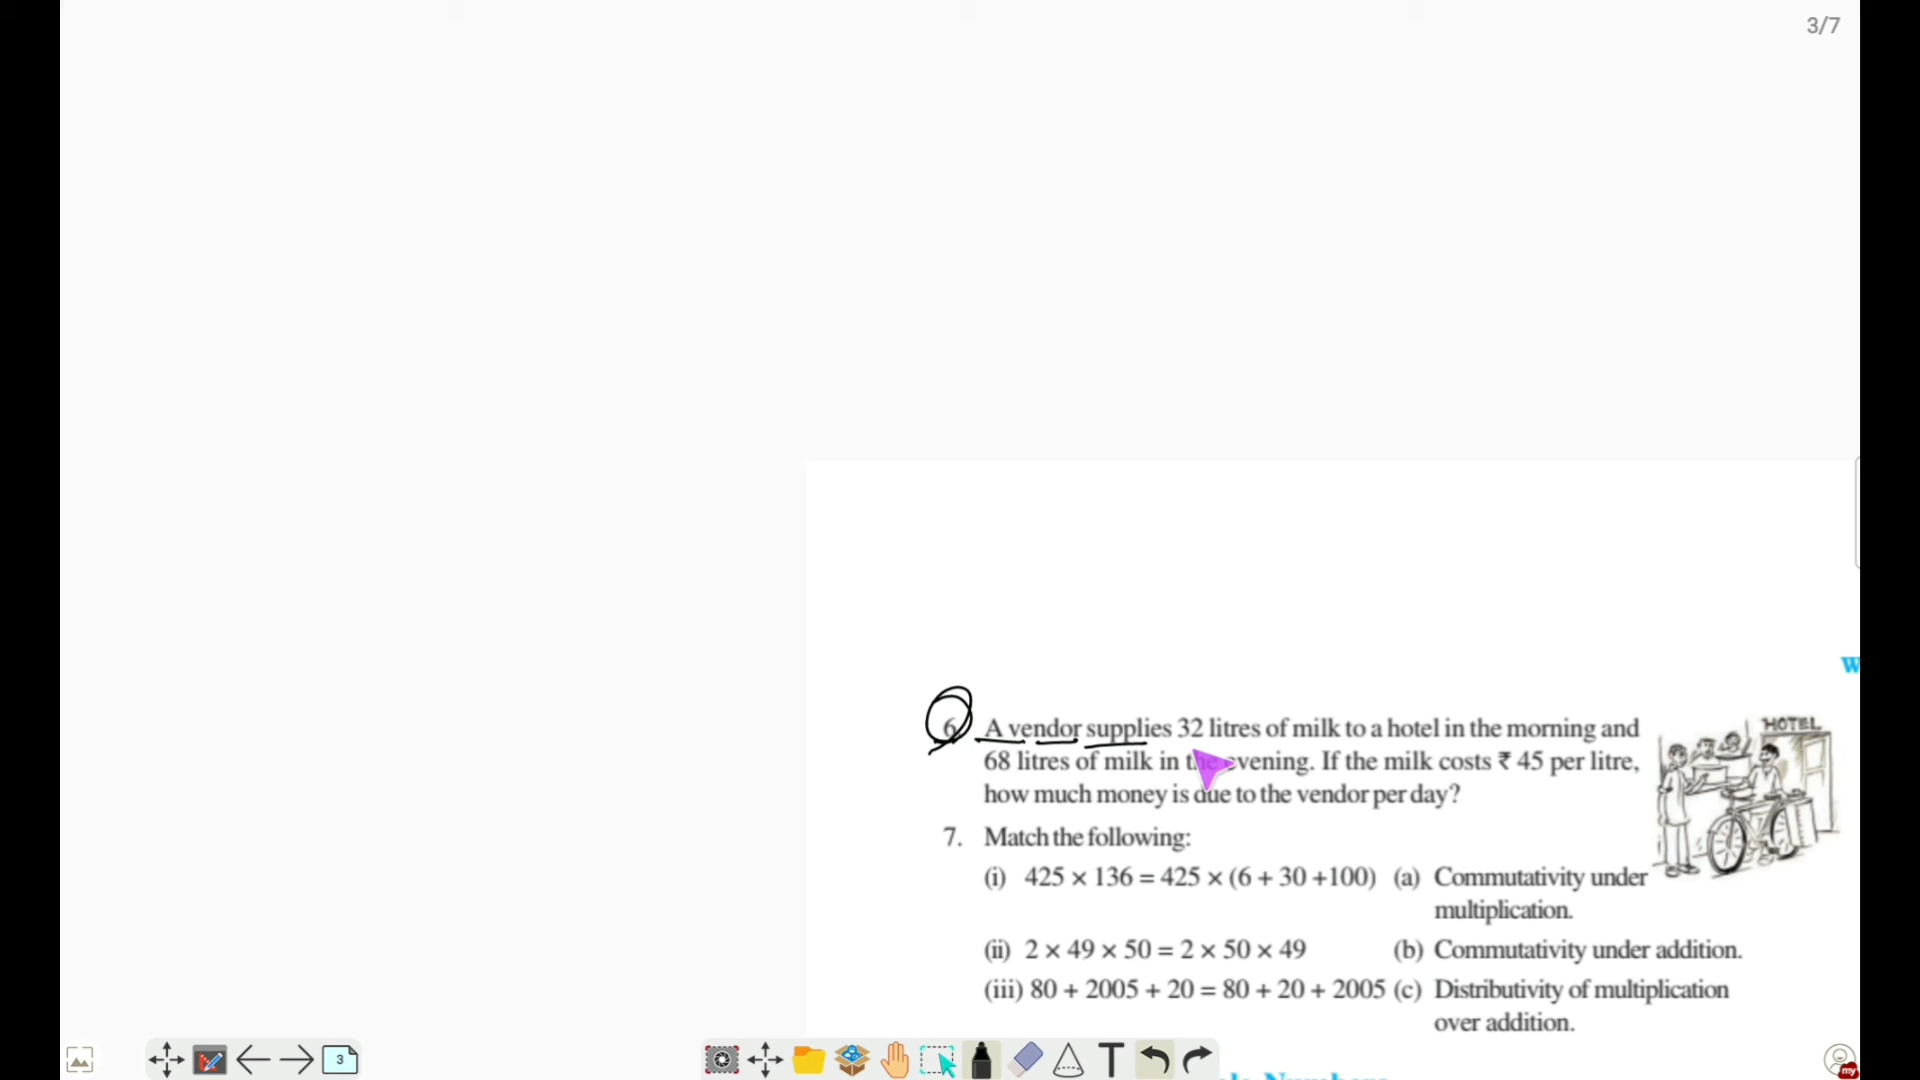 3/7
W
6. A vendor supplies 32 litres of milk to a hotel in the morning and
68 litres of milk in the evening. If the milk costs ₹ 45 per litre,
how much money is due to the vendor per day?
HOTEL
7. Match the following:
(i) 425 × 136 = 425 × (6 + 30 +100) (a) Commutativity under
multiplication.
(ii) 2 × 49 × 50 = 2 × 50 × 49 (b) Commutativity under addition.
(iii) 80 + 2005 + 20 = 80 + 20 + 2005 (c) Distributivity of multiplication
over addition.
3
T
my